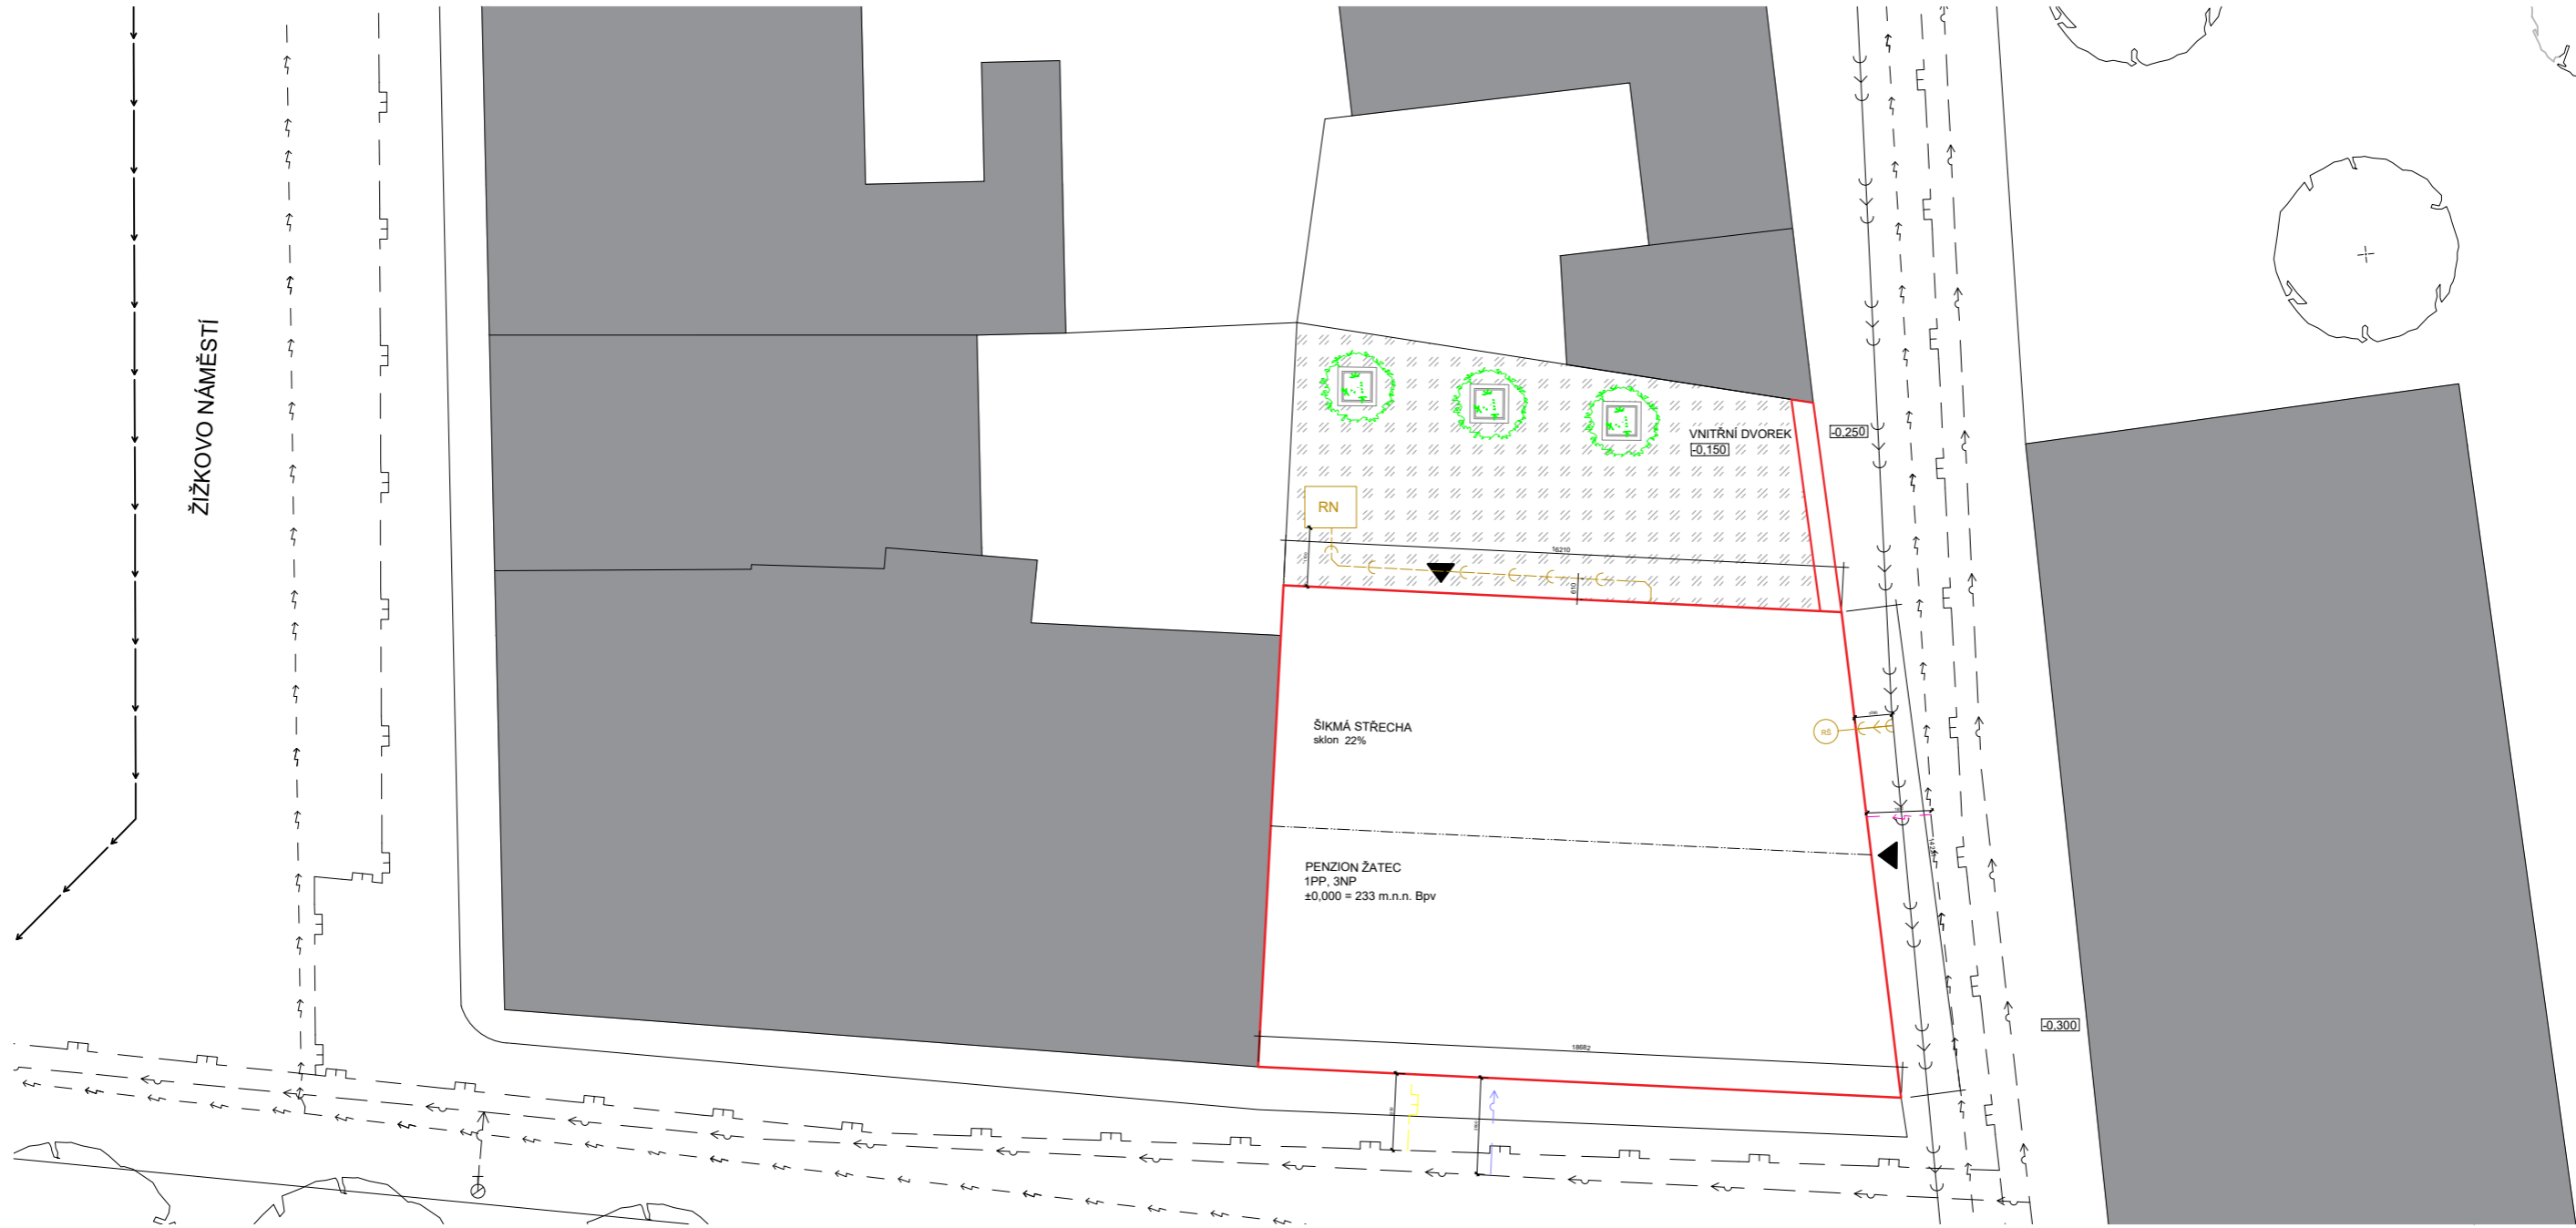 ŽIŽKOVO NÁMĚSTÍ
VNITŘNÍ DVOREK
-0,150
-0,250
RN
16210
610
ŠIKMÁ STŘECHA
sklon 22%
RŠ
PENZION ŽATEC
1PP, 3NP
±0,000 = 233 m.n.n. Bpv
-0,300
18682